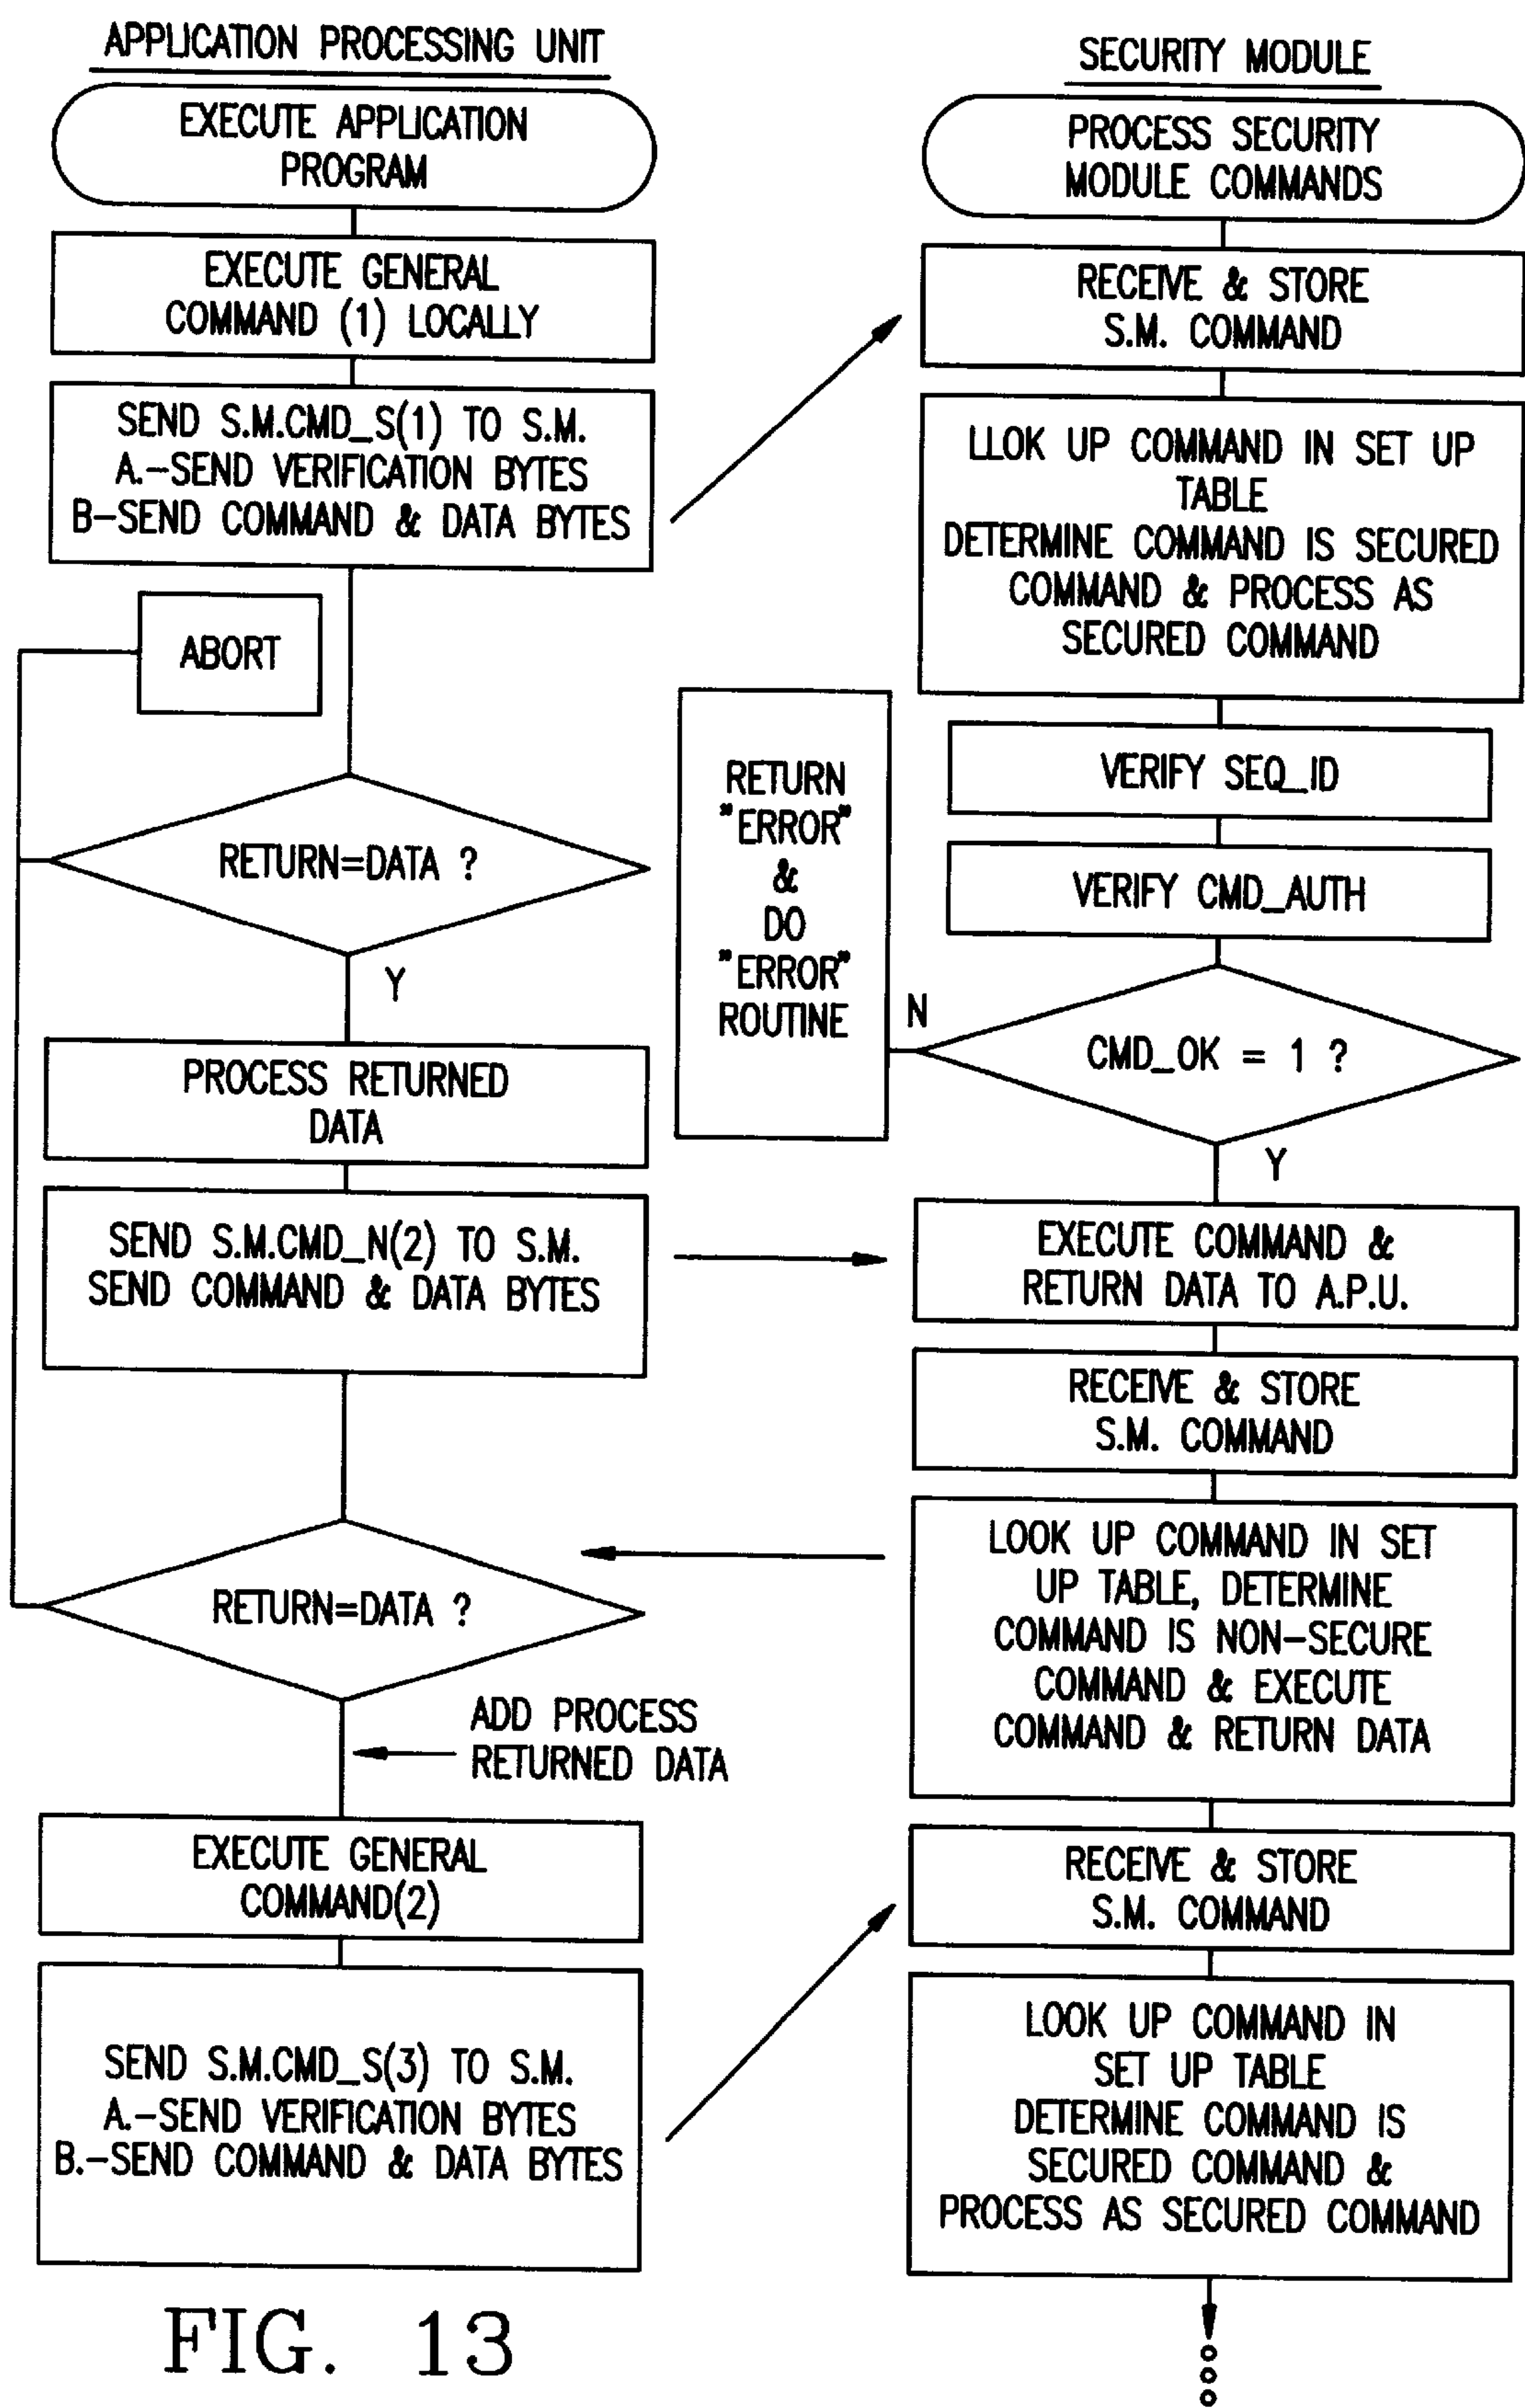 APPLICATION PROCESSING UNIT
EXECUTE APPLICATION
PROGRAM
EXECUTE GENERAL
COMMAND (1) LOCALLY
SEND S.M.CMD_S(1) TO S.M.
A.-SEND VERIFICATION BYTES
B-SEND COMMAND & DATA BYTES
ABORT
RETURN=DATA ?
Y
PROCESS RETURNED
DATA
SEND S.M.CMD_N(2) TO S.M.
SEND COMMAND & DATA BYTES
RETURN=DATA ?
ADD PROCESS
RETURNED DATA
EXECUTE GENERAL
COMMAND(2)
SEND S.M.CMD_S(3) TO S.M.
A.-SEND VERIFICATION BYTES
B.-SEND COMMAND & DATA BYTES
SECURITY MODULE
PROCESS SECURITY
MODULE COMMANDS
RECEIVE & STORE
S.M. COMMAND
LLOK UP COMMAND IN SET UP
TABLE
DETERMINE COMMAND IS SECURED
COMMAND & PROCESS AS
SECURED COMMAND
VERIFY SEQ_ID
VERIFY CMD_AUTH
CMD_OK = 1 ?
N
RETURN
"ERROR"
&
DO
"ERROR"
ROUTINE
Y
EXECUTE COMMAND &
RETURN DATA TO A.P.U.
RECEIVE & STORE
S.M. COMMAND
LOOK UP COMMAND IN SET
UP TABLE, DETERMINE
COMMAND IS NON-SECURE
COMMAND & EXECUTE
COMMAND & RETURN DATA
RECEIVE & STORE
S.M. COMMAND
LOOK UP COMMAND IN
SET UP TABLE
DETERMINE COMMAND IS
SECURED COMMAND &
PROCESS AS SECURED COMMAND
FIG. 13